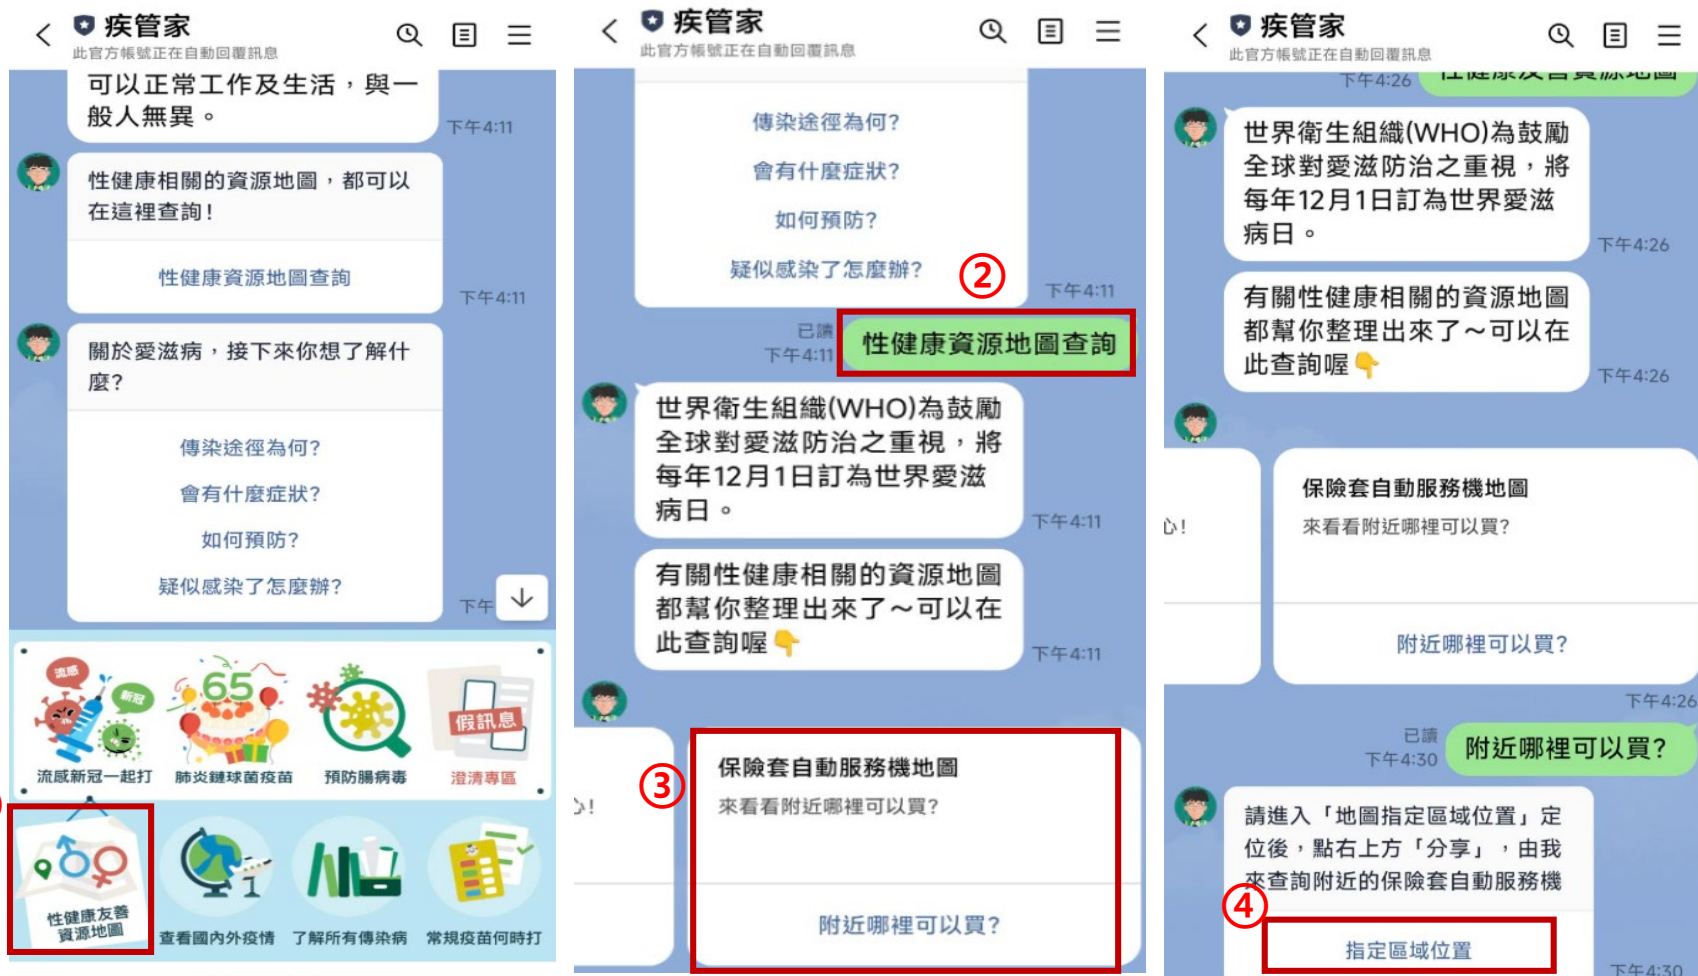 疾管家
此官方帳號正在自動回覆訊息
可以正常工作及生活，與一
般人無異。
下午4:11
性健康相關的資源地圖，都可以
在這裡查詢!
性健康資源地圖查詢
下午4:11
關於愛滋病，接下來你想了解什
麼?
傳染途徑為何?
會有什麼症狀?
如何預防?
疑似感染了怎麼辦?
下午
流感
新冠
流感新冠一起打
65
肺炎鏈球菌疫苗
預防腸病毒
假訊息
澄清專區
性健康友善
資源地圖
查看國內外疫情
了解所有傳染病
常規疫苗何時打
疾管家
此官方帳號正在自動回覆訊息
傳染途徑為何?
會有什麼症狀?
如何預防?
疑似感染了怎麼辦?
下午4:11
②
已讀
下午4:11
性健康資源地圖查詢
世界衛生組織(WHO)為鼓勵
全球對愛滋防治之重視，將
每年12月1日訂為世界愛滋
病日。
下午4:11
有關性健康相關的資源地圖
都幫你整理出來了～可以在
此查詢喔👇
下午4:11
心!
③
保險套自動服務機地圖
來看看附近哪裡可以買?
附近哪裡可以買?
疾管家
此官方帳號正在自動回覆訊息
下午4:26
性健康友善資源地圖
世界衛生組織(WHO)為鼓勵
全球對愛滋防治之重視，將
每年12月1日訂為世界愛滋
病日。
下午4:26
有關性健康相關的資源地圖
都幫你整理出來了～可以在
此查詢喔👇
下午4:26
心!
保險套自動服務機地圖
來看看附近哪裡可以買?
附近哪裡可以買?
下午4:26
已讀
下午4:30
附近哪裡可以買?
請進入「地圖指定區域位置」定
位後，點右上方「分享」，由我
來查詢附近的保險套自動服務機
④
指定區域位置
下午4:30